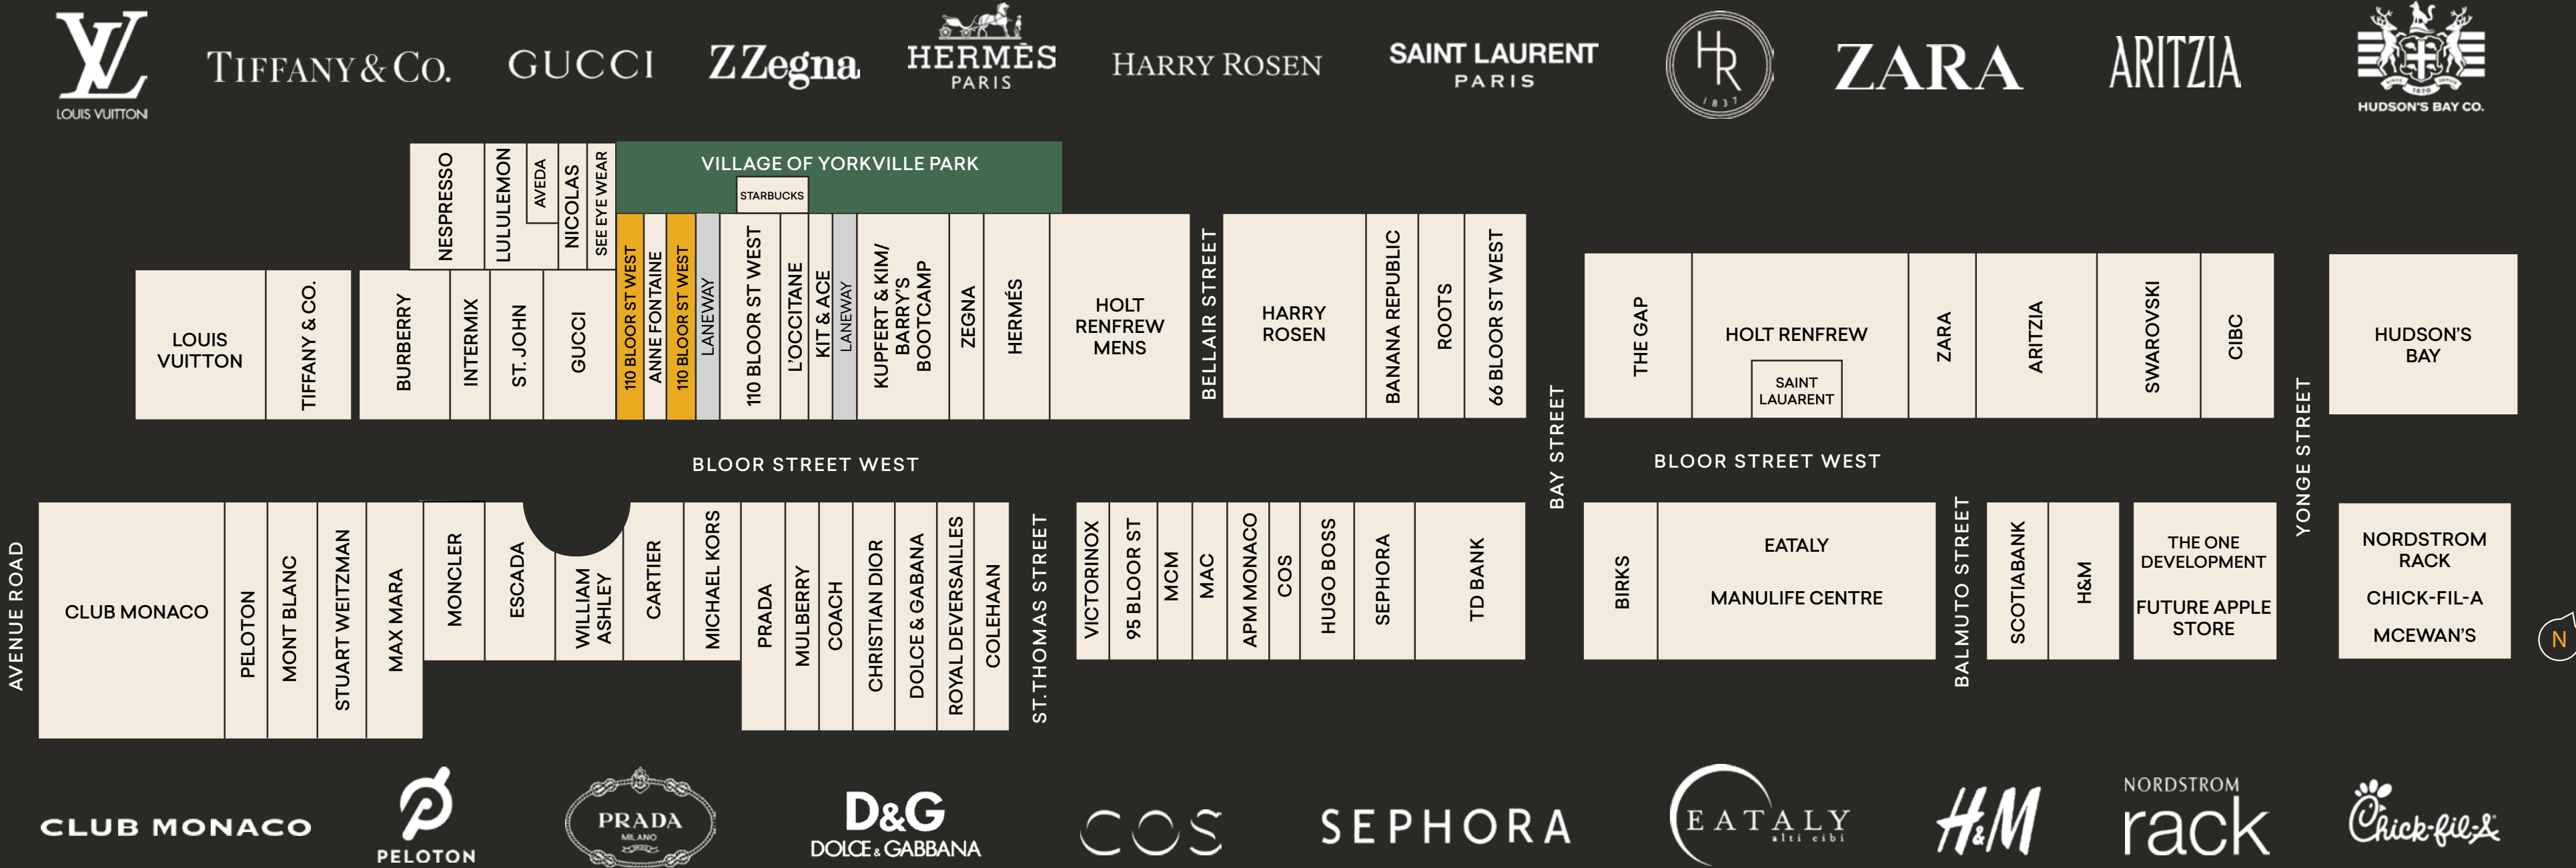 LOUIS VUITTON
TIFFANY & CO.
GUCCI
Z Zegna
HERMÈS
PARIS
HARRY ROSEN
SAINT LAURENT
PARIS
HR
1837
ZARA
ARITZIA
HUDSON'S BAY CO.
NESPRESSO
LULULEMON
AVEDA
NICOLAS
SEE EYE WEAR
VILLAGE OF YORKVILLE PARK
STARBUCKS
LOUIS
VUITTON
TIFFANY & CO.
BURBERRY
INTERMIX
ST. JOHN
GUCCI
110 BLOOR ST WEST
ANNE FONTAINE
110 BLOOR ST WEST
LANEWAY
110 BLOOR ST WEST
L'OCCITANE
KIT & ACE
LANEWAY
KUPFERT & KIM/
BARRY'S
BOOTCAMP
ZEGNA
HERMÉS
HOLT
RENFREW
MENS
BELLAIR STREET
HARRY
ROSEN
BANANA REPUBLIC
ROOTS
66 BLOOR ST WEST
BAY STREET
THE GAP
HOLT RENFREW
SAINT
LAUARENT
ZARA
ARITZIA
SWAROVSKI
CIBC
YONGE STREET
HUDSON'S
BAY
BLOOR STREET WEST
BLOOR STREET WEST
AVENUE ROAD
CLUB MONACO
PELOTON
MONT BLANC
STUART WEITZMAN
MAX MARA
MONCLER
ESCADA
WILLIAM
ASHLEY
CARTIER
MICHAEL KORS
PRADA
MULBERRY
COACH
CHRISTIAN DIOR
DOLCE & GABANA
ROYAL DEVERSAILLES
COLEHAAN
ST.THOMAS STREET
VICTORINOX
95 BLOOR ST
MCM
MAC
APM MONACO
COS
HUGO BOSS
SEPHORA
TD BANK
BIRKS
EATALY
MANULIFE CENTRE
BALMUTO STREET
SCOTIABANK
H&M
THE ONE
DEVELOPMENT
FUTURE APPLE
STORE
NORDSTROM
RACK
CHICK-FIL-A
MCEWAN'S
N
CLUB MONACO
PELOTON
PRADA
MILANO
D&G
DOLCE & GABBANA
COS
SEPHORA
EATALY
alti cibi
H&M
NORDSTROM
rack
Chick-fil-A